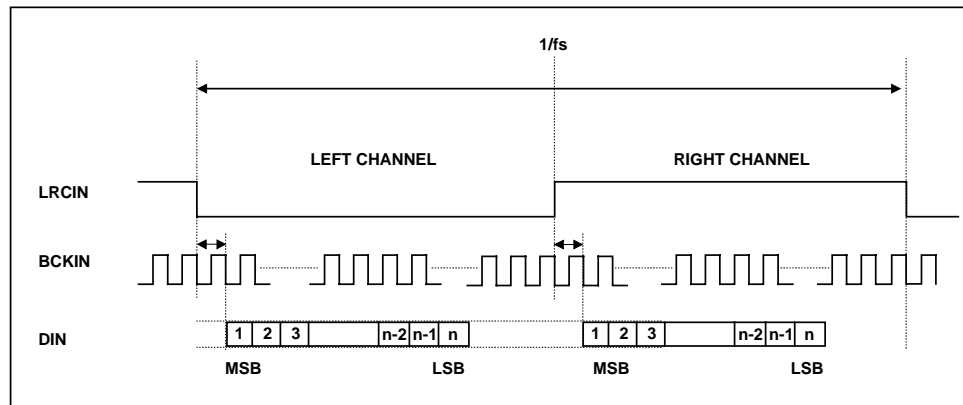 1/fs
LEFT CHANNEL RIGHT CHANNEL
LRCIN
BCKIN
DIN 1 2 3 n-2 n-1 n 1 2 3 n-2 n-1 n
MSB LSB MSB LSB